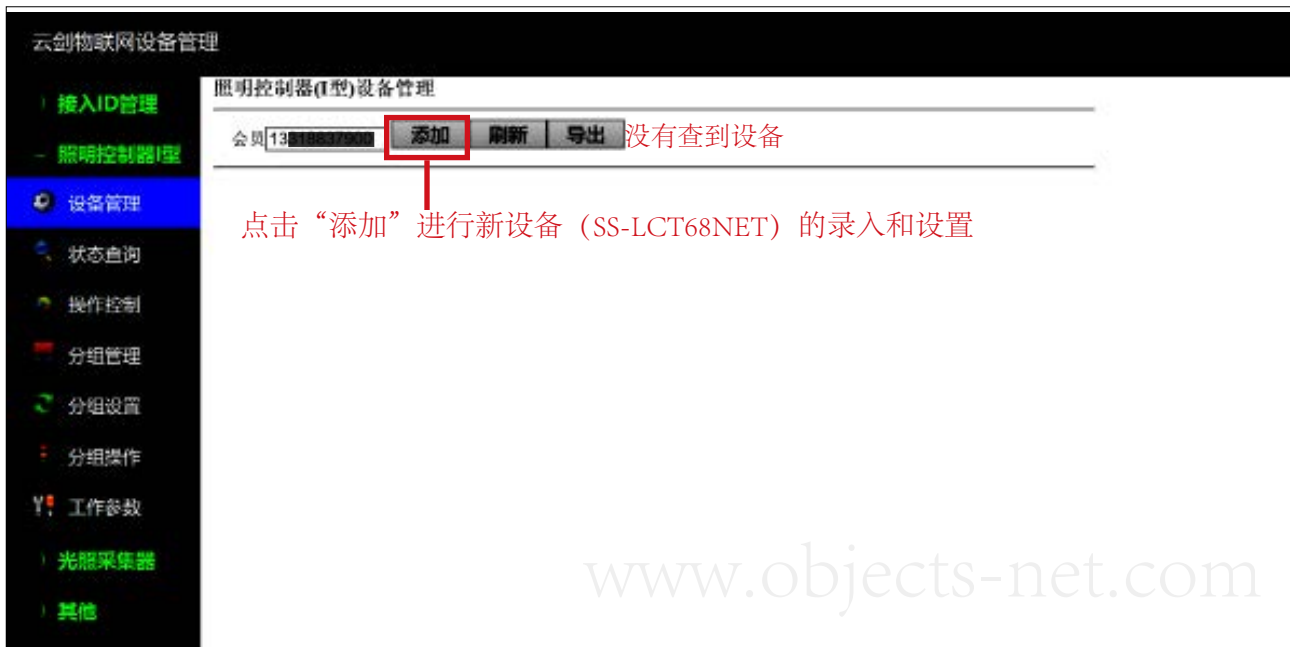 云剑物联网设备管理
接入ID管理
照明控制器I型
设备管理
状态查询
操作控制
分组管理
分组设置
分组操作
工作参数
光照采集器
其他
照明控制器(I型)设备管理
会员 13 添加 刷新 导出 没有查到设备
点击“添加”进行新设备（SS-LCT68NET）的录入和设置
www.objects-net.com